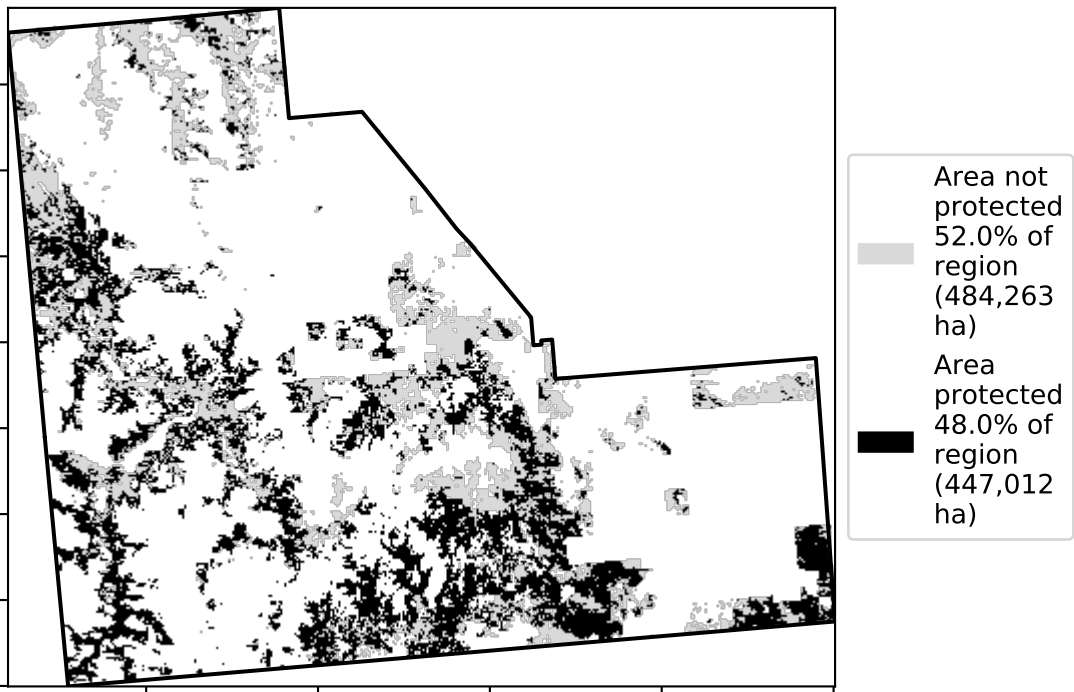 Area not
protected
52.0% of
region
(484,263
ha)
Area
protected
48.0% of
region
(447,012
ha)